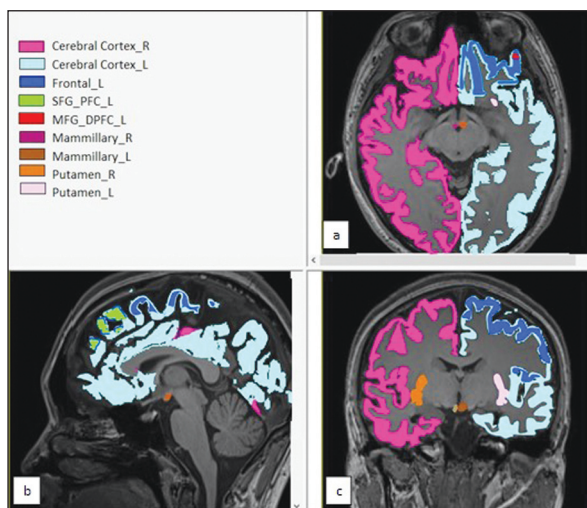 Cerebral Cortex_R
Cerebral Cortex_L
Frontal_L
SFG_PFC_L
MFG_DPFC_L
Mammillary_R
Mammillary_L
Putamen_R
Putamen_L
a
b
c